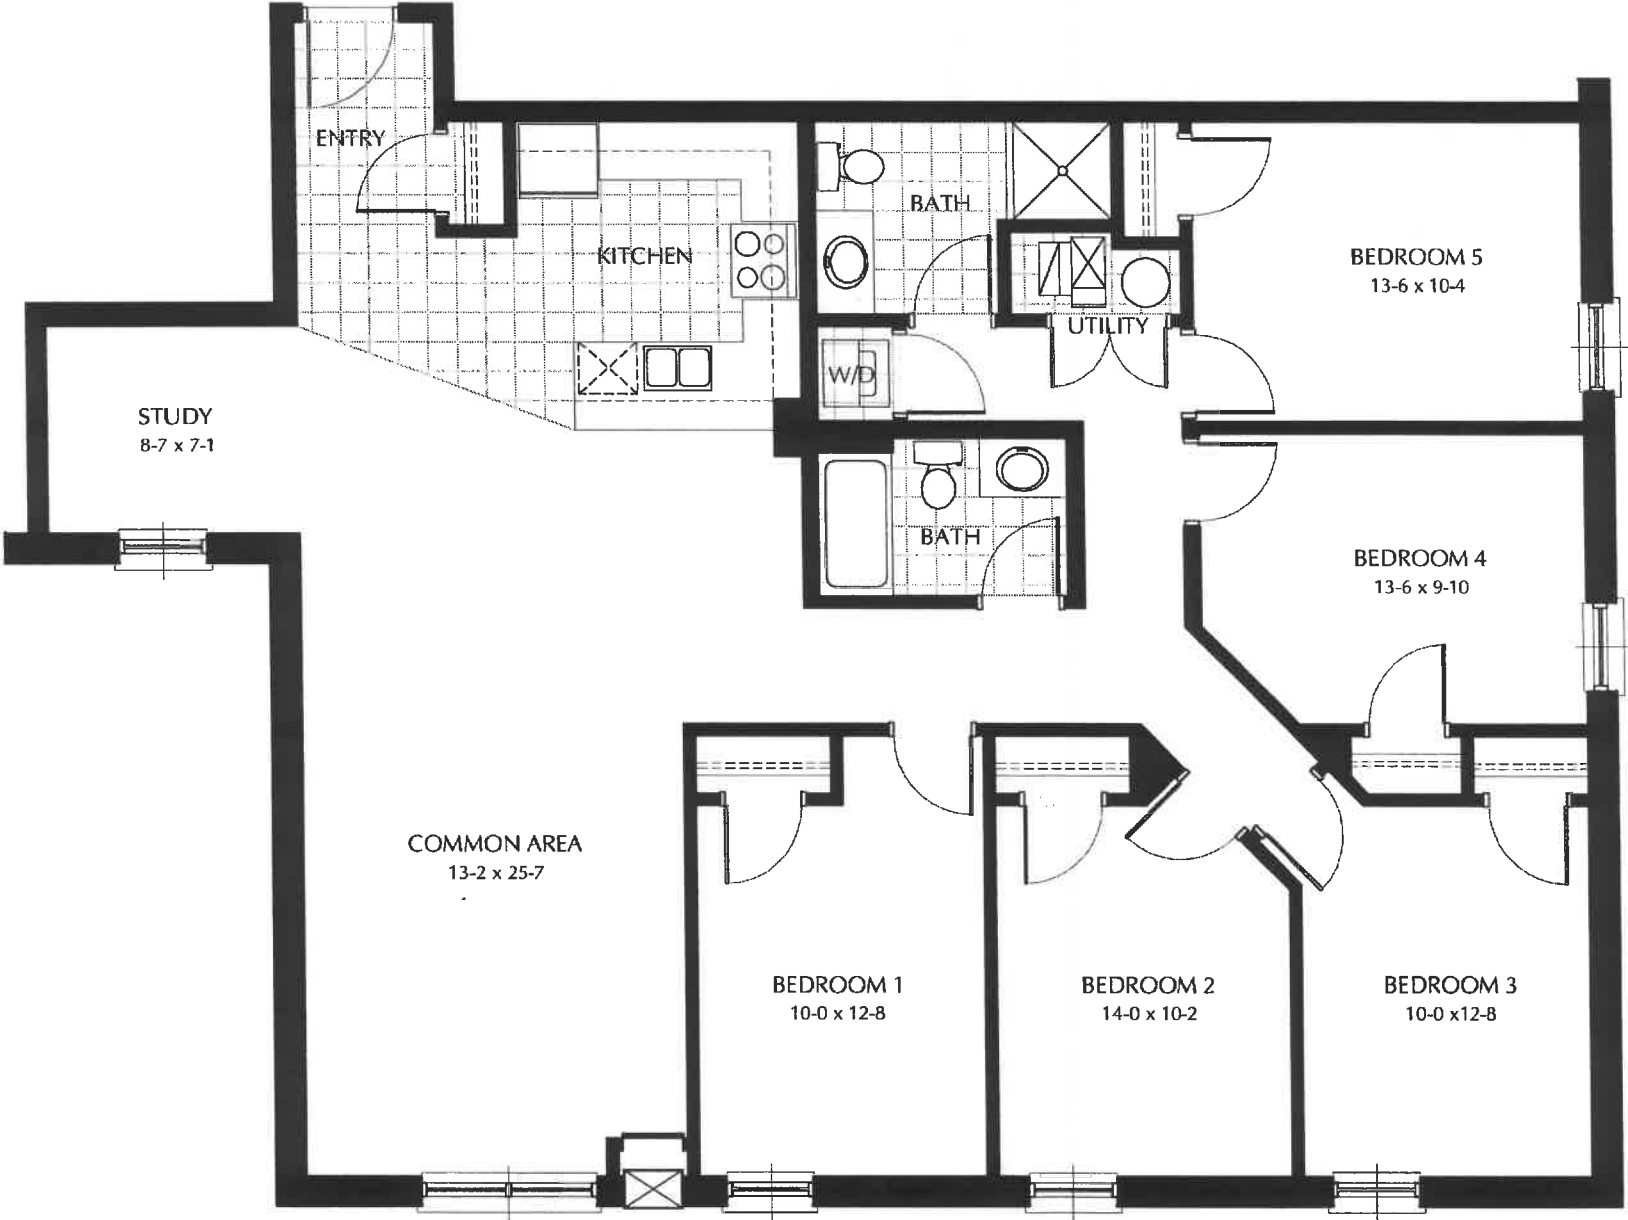 ENTRY
KITCHEN
BATH
BEDROOM 5
13-6 x 10-4
UTILITY
W/D
STUDY
8-7 x 7-1
BATH
BEDROOM 4
13-6 x 9-10
COMMON AREA
13-2 x 25-7
BEDROOM 1
10-0 x 12-8
BEDROOM 2
14-0 x 10-2
BEDROOM 3
10-0 x12-8